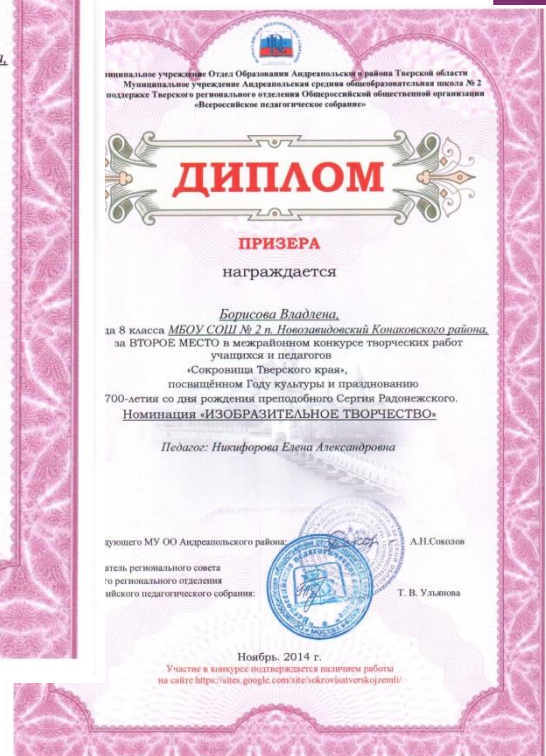 и,
ниципальное учреждение Отдел Образования Андреапольского района Тверской области
Муниципальное учреждение Андреапольская средняя общеобразовательная школа № 2
поддержке Тверского регионального отделения Общероссийской общественной организации
«Всероссийское педагогическое собрание»
ДИПЛОМ
ПРИЗЕРА
награждается
Борисова Владлена,
ца 8 класса МБОУ СОШ № 2 п. Новозавидовский Конаковского района,
за ВТОРОЕ МЕСТО в межрайонном конкурсе творческих работ
учащихся и педагогов
«Сокровища Тверского края»,
посвящённом Году культуры и празднованию
700-летия со дня рождения преподобного Сергия Радонежского.
Номинация «ИЗОБРАЗИТЕЛЬНОЕ ТВОРЧЕСТВО»
Педагог: Никифорова Елена Александровна
дующего МУ ОО Андреапольского района: А.Н.Соколов
атель регионального совета
го регионального отделения
ийского педагогического собрания: Т. В. Ульянова
Ноябрь, 2014 г.
Участие в конкурсе подтверждается наличием работы
на сайте https://sites.google.com/site/sokrovisatverskojzemli/